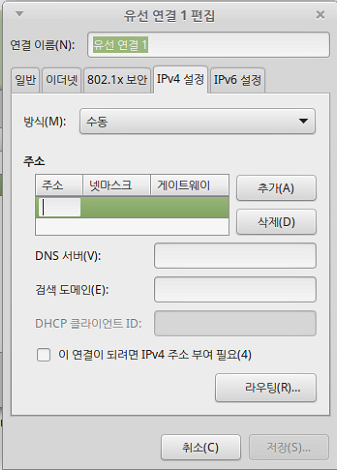 유선 연결 1 편집
연결 이름(N): 유선 연결 1
일반 이더넷 802.1x 보안 IPv4 설정 IPv6 설정
방식(M): 수동
주소
주소 넷마스크 게이트웨이
추가(A)
삭제(D)
DNS 서버(V):
검색 도메인(E):
DHCP 클라이언트 ID:
이 연결이 되려면 IPv4 주소 부여 필요(4)
라우팅(R)...
취소(C) 저장(S)...